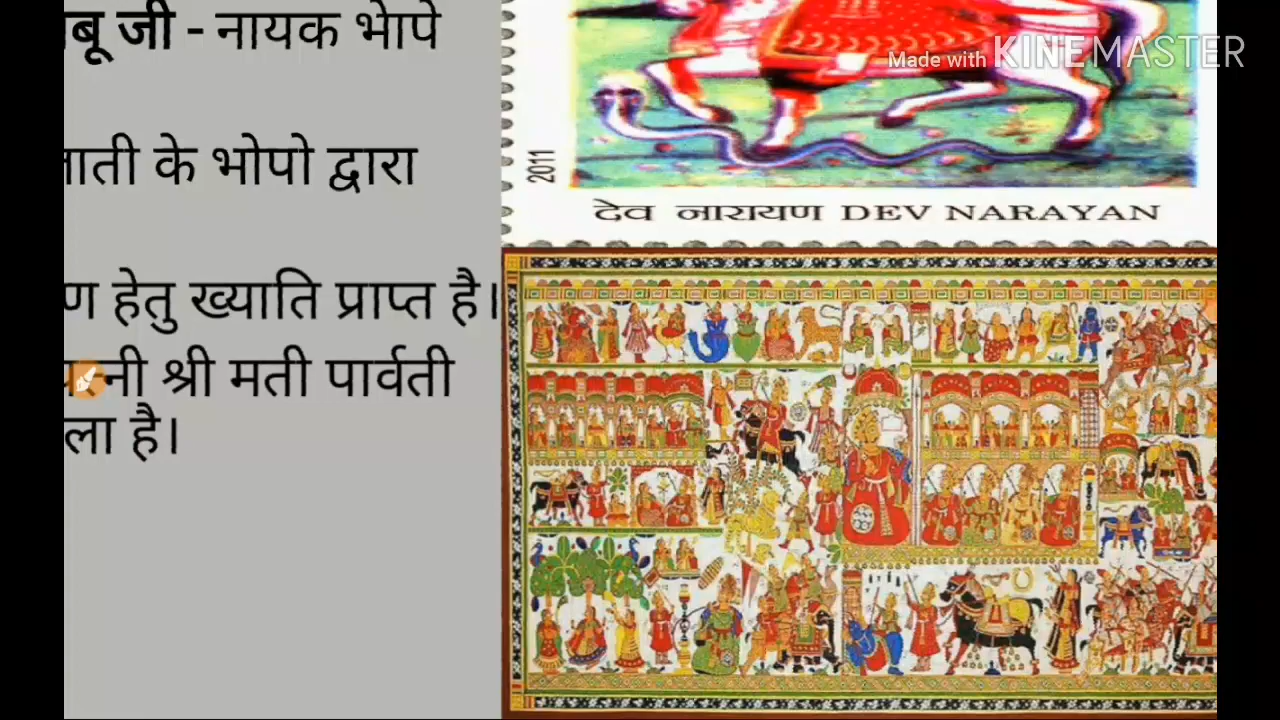 बू जी - नायक भोपे
के भोपो द्वारा
हेतु ख्याति प्राप्त है।
श्री मती पार्वती
है।
Made with KINEMASTER
2011
देव नारायण DEV NARAYAN